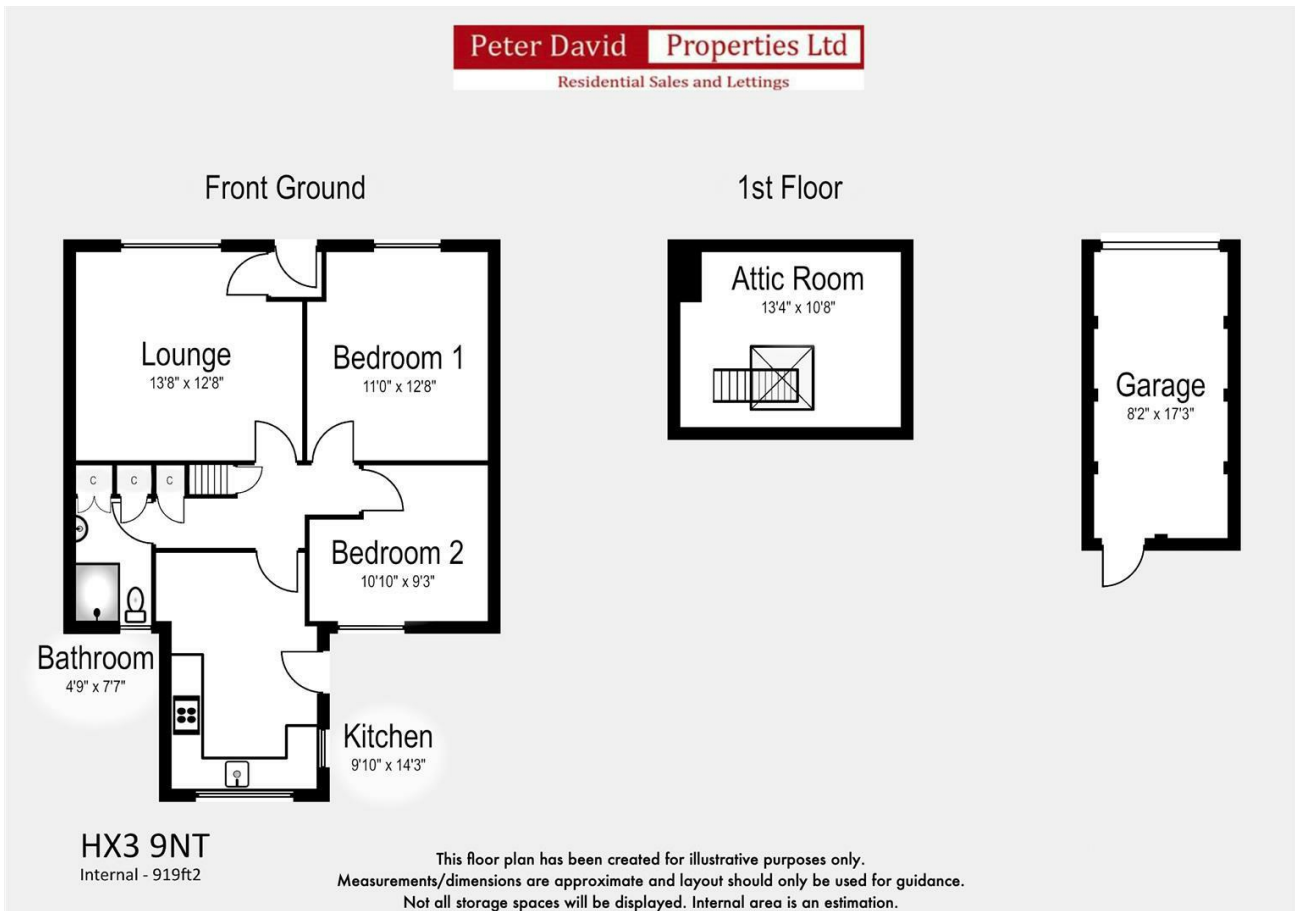 Peter David Properties Ltd
Residential Sales and Lettings
Front Ground
1st Floor
Attic Room
13'4" x 10'8"
Lounge
13'8" x 12'8"
Bedroom 1
11'0" x 12'8"
Garage
8'2" x 17'3"
C C C
Bedroom 2
10'10" x 9'3"
Bathroom
4'9" x 7'7"
Kitchen
9'10" x 14'3"
HX3 9NT
Internal - 919ft2
This floor plan has been created for illustrative purposes only.
Measurements/dimensions are approximate and layout should only be used for guidance.
Not all storage spaces will be displayed. Internal area is an estimation.